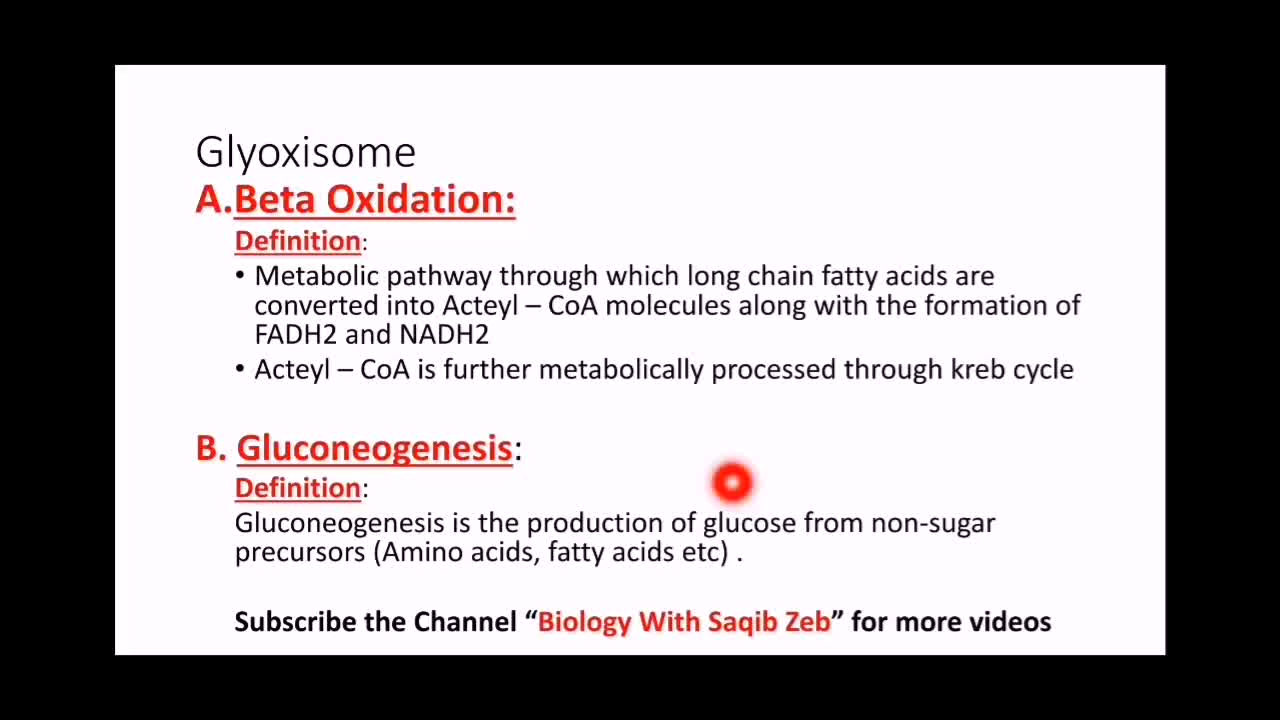 Glyoxisome
A.Beta Oxidation:
Definition:
• Metabolic pathway through which long chain fatty acids are
converted into Acteyl – CoA molecules along with the formation of
FADH2 and NADH2
• Acteyl – CoA is further metabolically processed through kreb cycle
B. Gluconeogenesis:
Definition:
Gluconeogenesis is the production of glucose from non-sugar
precursors (Amino acids, fatty acids etc) .
Subscribe the Channel “Biology With Saqib Zeb” for more videos